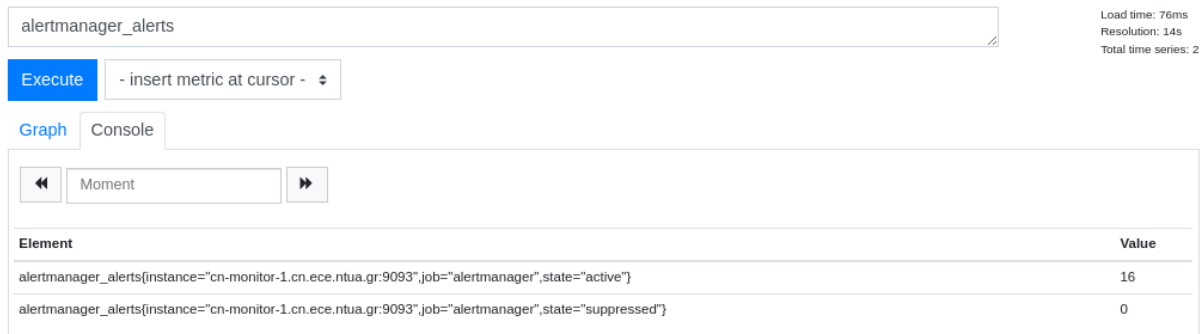 alertmanager_alerts
Load time: 76ms
Resolution: 14s
Total time series: 2
Execute
- insert metric at cursor -
Graph
Console
Moment
Element Value
alertmanager_alerts{instance="cn-monitor-1.cn.ece.ntua.gr:9093",job="alertmanager",state="active"} 16
alertmanager_alerts{instance="cn-monitor-1.cn.ece.ntua.gr:9093",job="alertmanager",state="suppressed"} 0